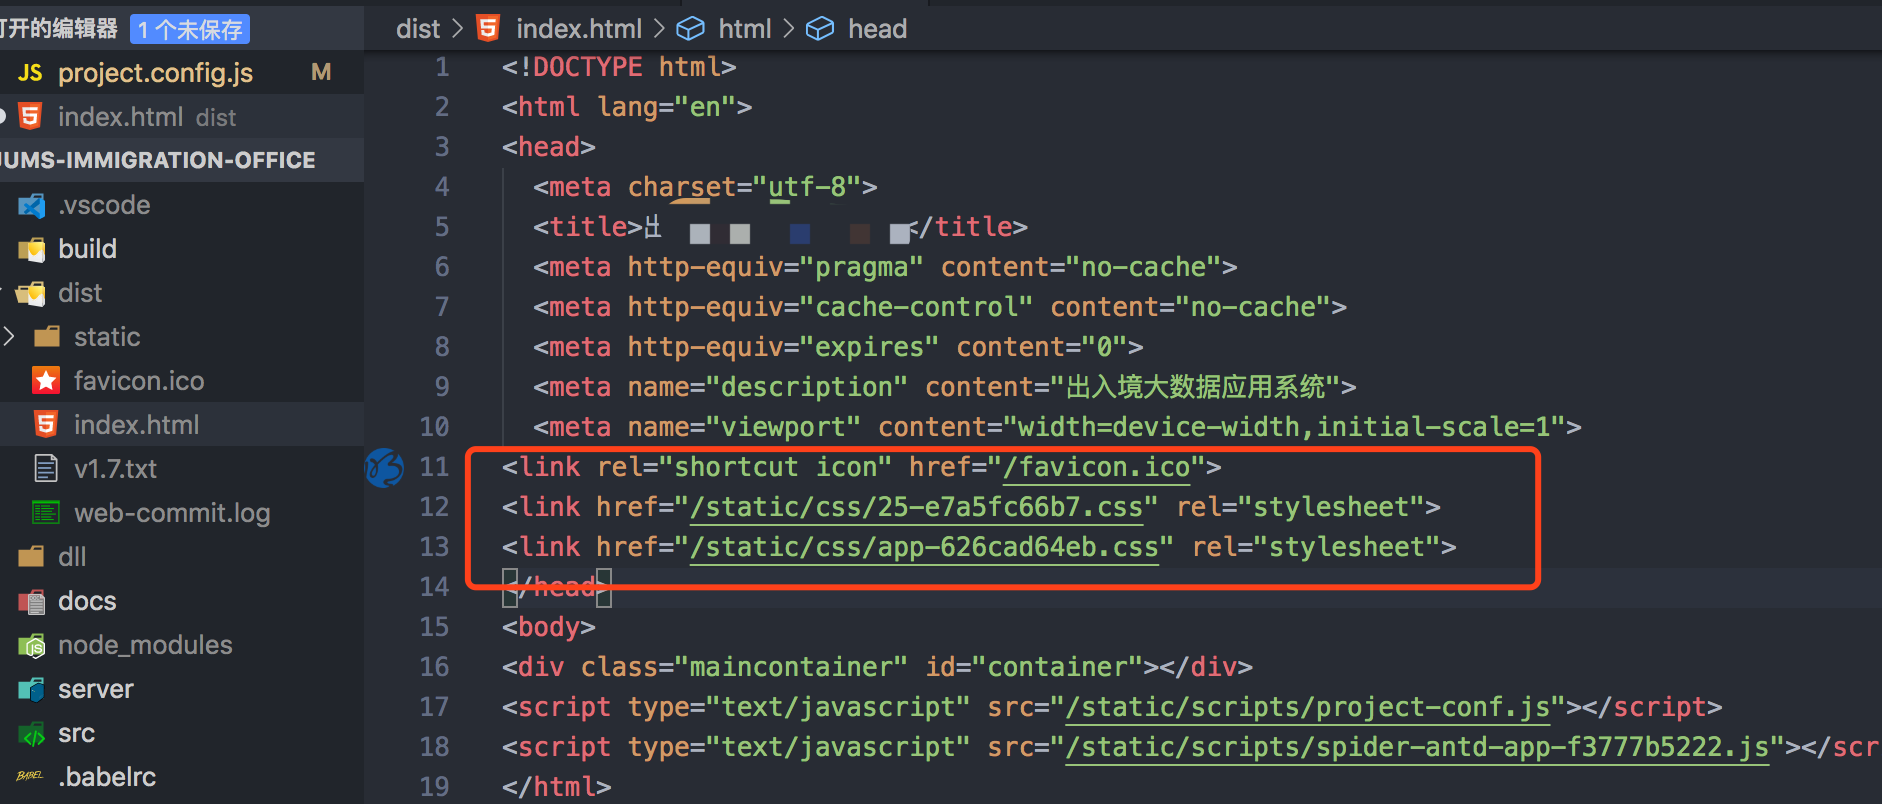 打开的编辑器 1 个未保存
JS project.config.js M
index.html dist
JUMS-IMMIGRATION-OFFICE
.vscode
build
dist
static
favicon.ico
index.html
v1.7.txt
web-commit.log
dll
docs
node_modules
server
src
BABEL .babelrc
dist > index.html > html > head
1 <!DOCTYPE html>
2 <html lang="en">
3 <head>
4 <meta charset="utf-8">
5 <title>出 </title>
6 <meta http-equiv="pragma" content="no-cache">
7 <meta http-equiv="cache-control" content="no-cache">
8 <meta http-equiv="expires" content="0">
9 <meta name="description" content="出入境大数据应用系统">
10 <meta name="viewport" content="width=device-width,initial-scale=1">
11 <link rel="shortcut icon" href="/favicon.ico">
12 <link href="/static/css/25-e7a5fc66b7.css" rel="stylesheet">
13 <link href="/static/css/app-626cad64eb.css" rel="stylesheet">
14 </head>
15 <body>
16 <div class="maincontainer" id="container"></div>
17 <script type="text/javascript" src="/static/scripts/project-conf.js"></script>
18 <script type="text/javascript" src="/static/scripts/spider-antd-app-f3777b5222.js"></scr
19 </html>